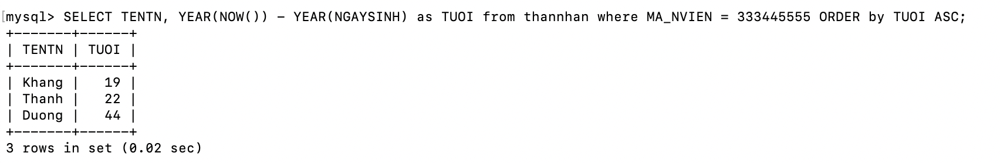 [mysql> SELECT TENTN, YEAR(NOW()) - YEAR(NGAYSINH) as TUOI from thannhan where MA_NVIEN = 333445555 ORDER by TUOI ASC;
+-------+------+
| TENTN | TUOI |
+-------+------+
| Khang |   19 |
| Thanh |   22 |
| Duong |   44 |
+-------+------+
3 rows in set (0.02 sec)